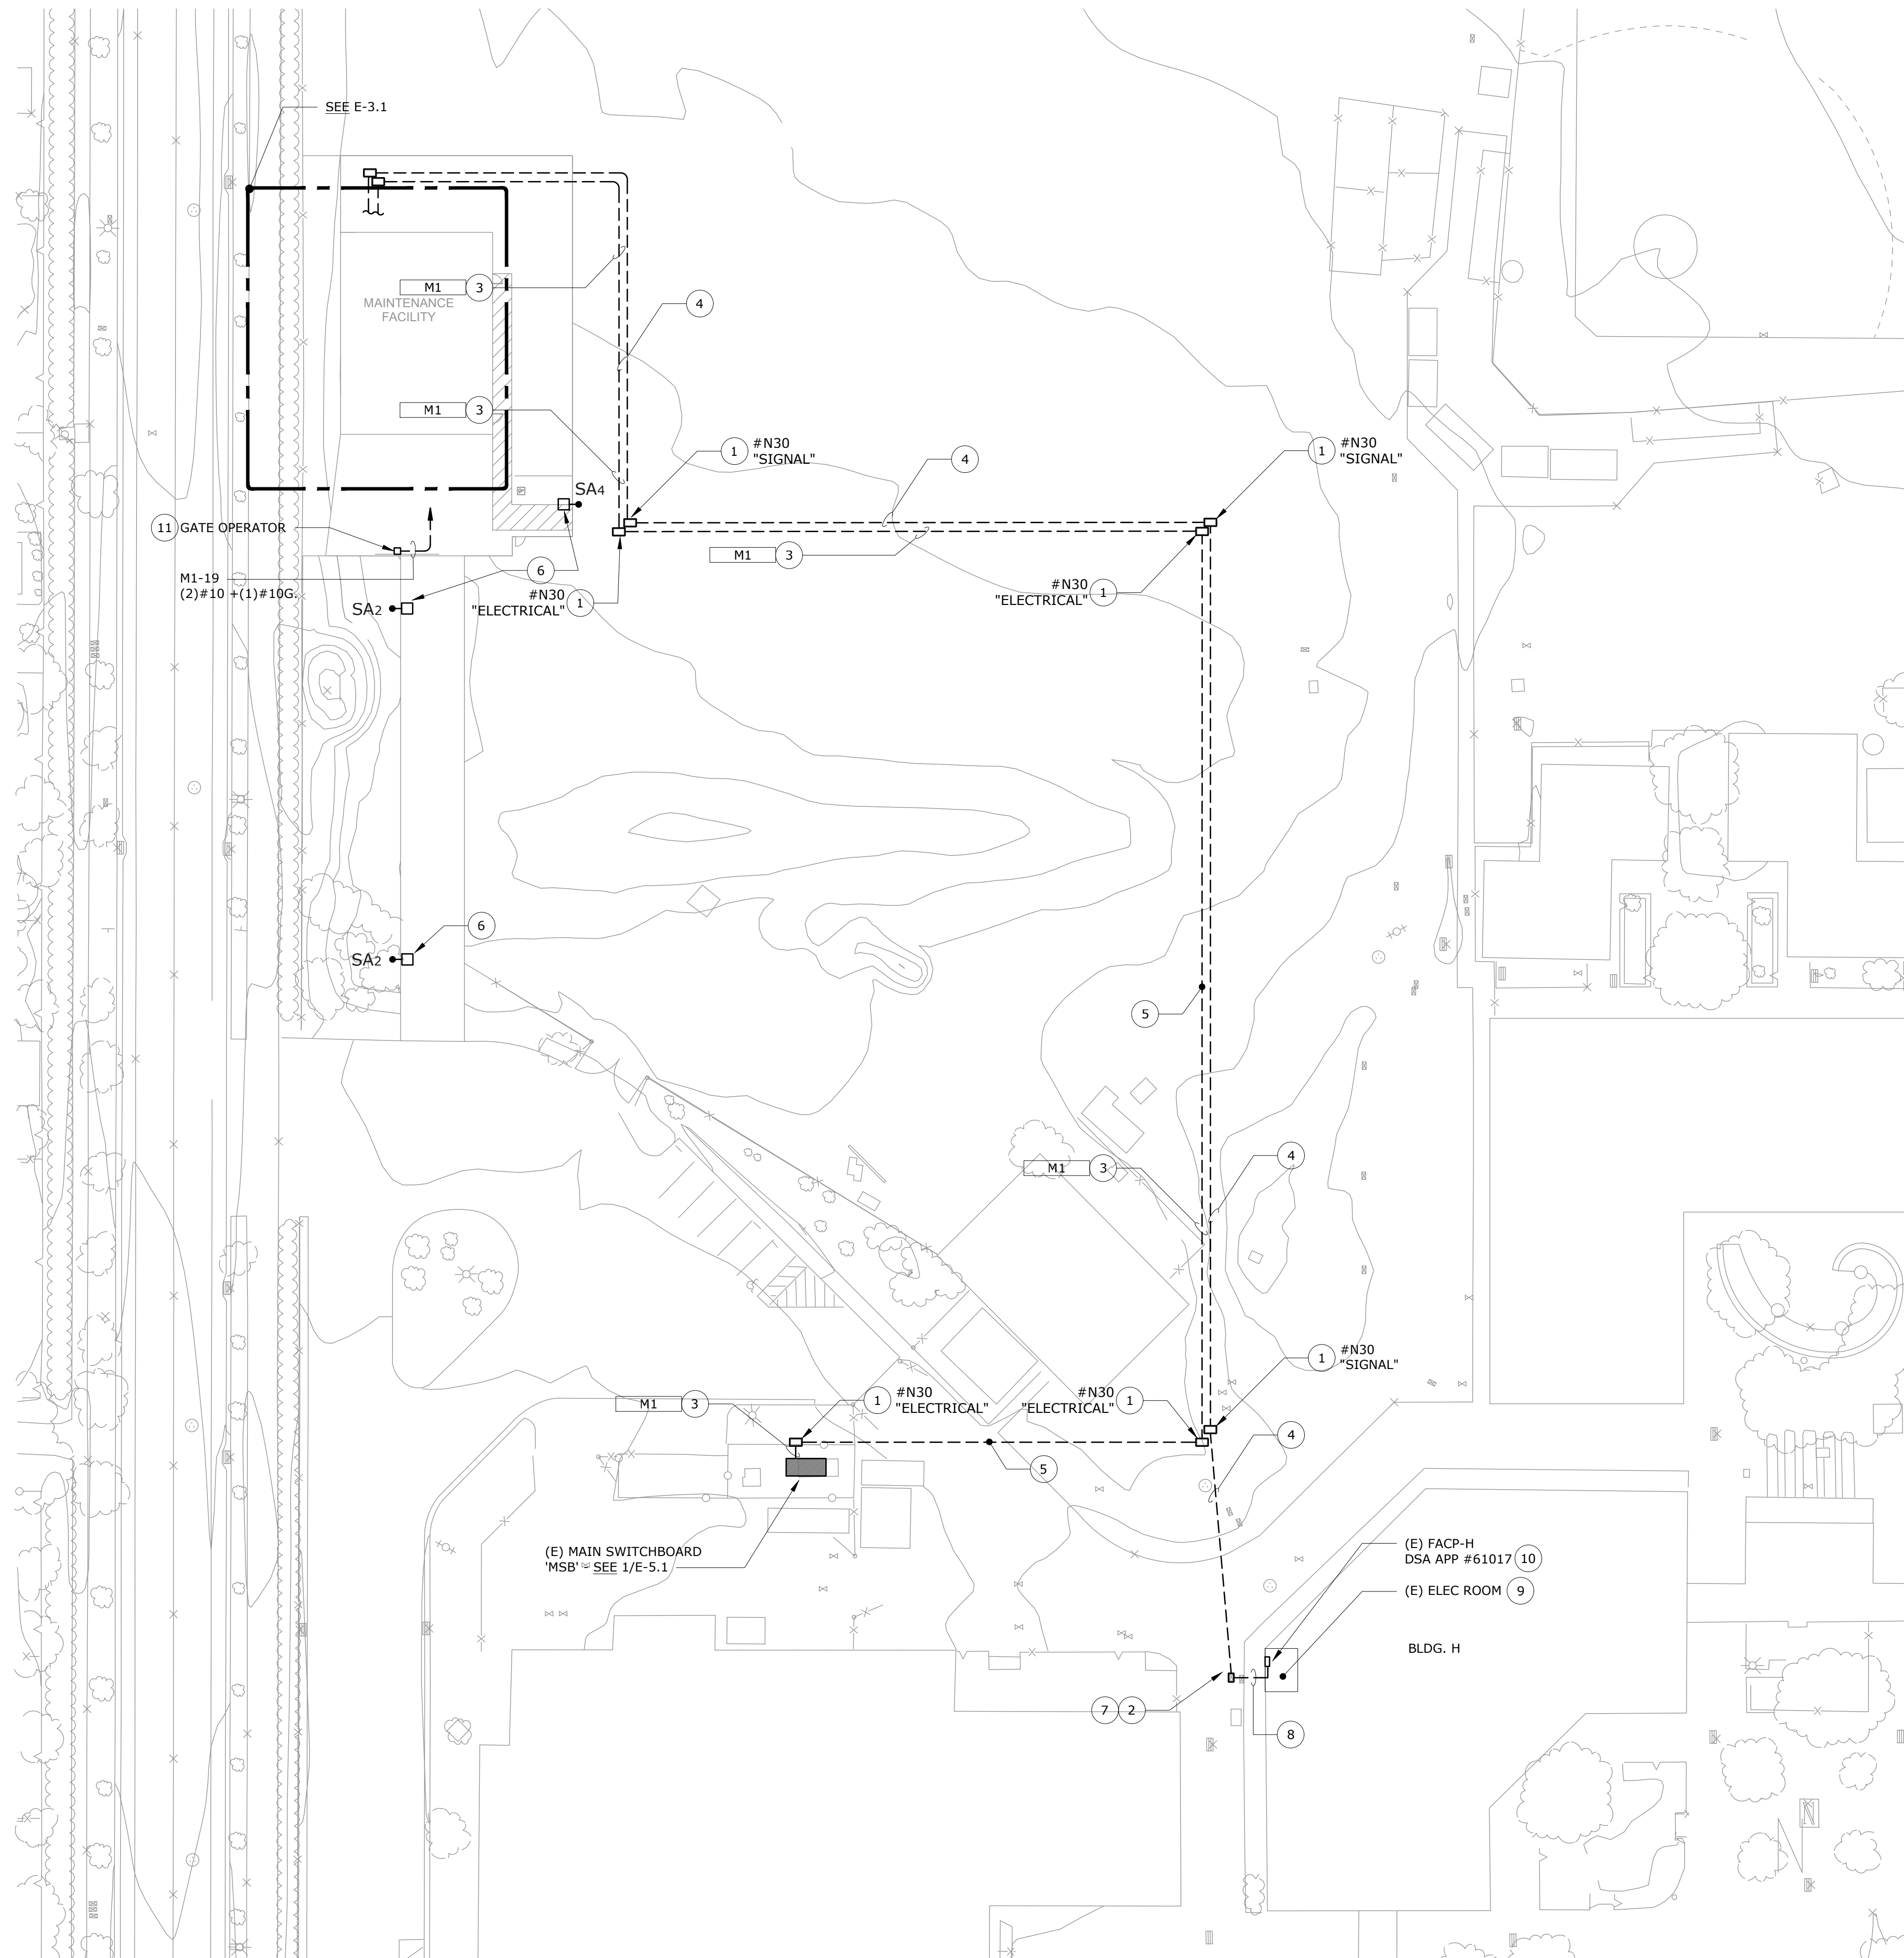 SEE E-3.1
M1 3
MAINTENANCE
FACILITY
4
M1 3
1 #N30
"SIGNAL"
4
1 #N30
"SIGNAL"
SA4
11 GATE OPERATOR
M1 3
M1-19
(2)#10 +(1)#10G.
6
SA2
#N30
"ELECTRICAL" 1
#N30
"ELECTRICAL" 1
6
SA2
5
M1 3
4
1 #N30
"SIGNAL"
M1 3
1 #N30
"ELECTRICAL"
#N30
"ELECTRICAL" 1
4
5
(E) MAIN SWITCHBOARD
'MSB' - SEE 1/E-5.1
(E) FACP-H
DSA APP #61017 10
(E) ELEC ROOM 9
BLDG. H
7 2
8